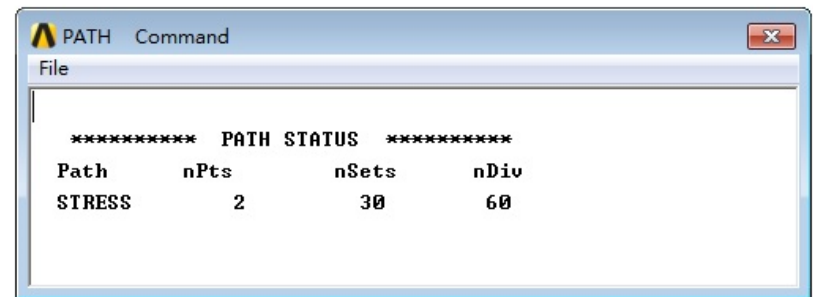 PATH Command
File
********** PATH STATUS **********
Path nPts nSets nDiv
STRESS 2 30 60